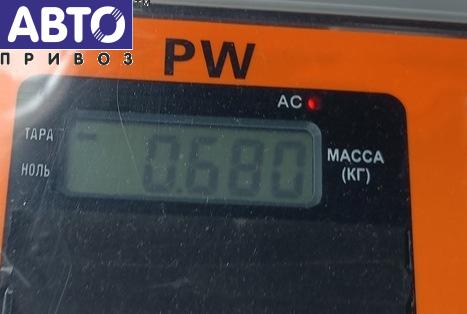 АВТО
ПРИВОЗ
PW
AC
ТАРА
0.680
МАССА
(КГ)
НОЛЬ